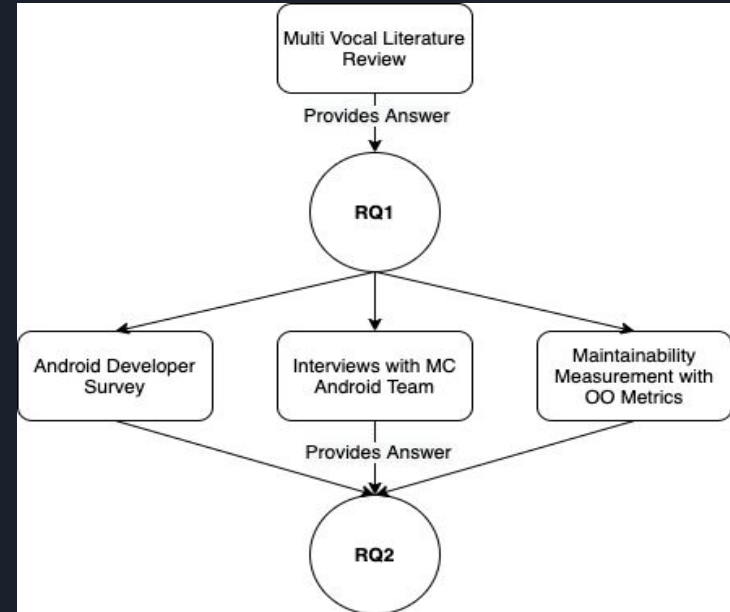 Multi Vocal Literature
Review
Provides Answer
RQ1
Android Developer
Survey
Interviews with MC
Android Team
Maintainability
Measurement with
OO Metrics
Provides Answer
RQ2